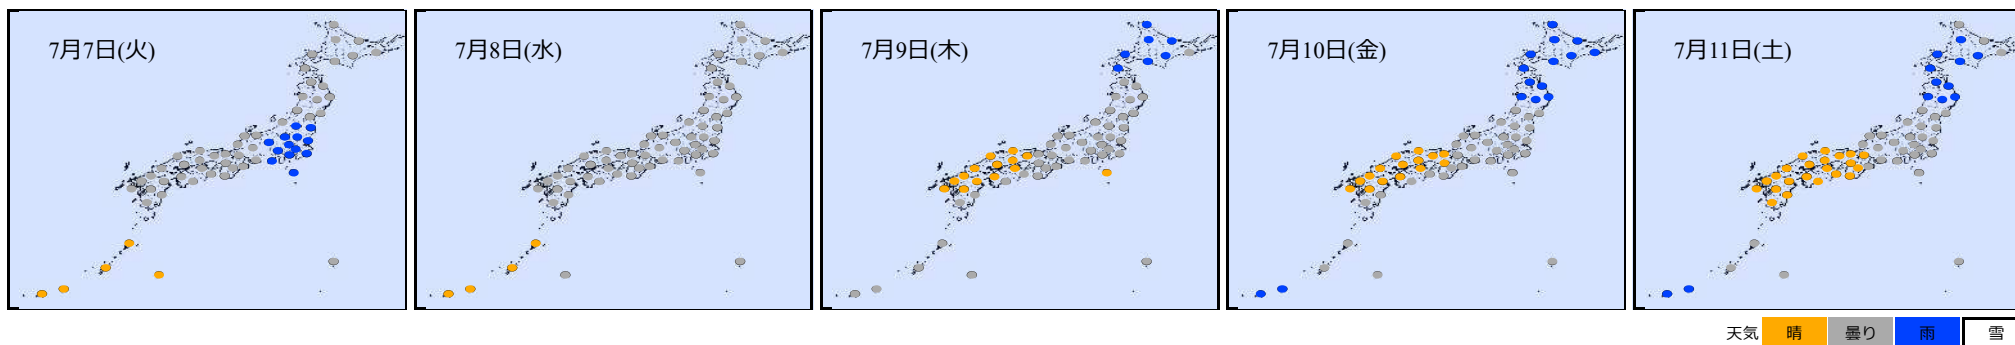 7月7日(火)
7月8日(水)
7月9日(木)
7月10日(金)
7月11日(土)
天気 晴 曇り 雨 雪